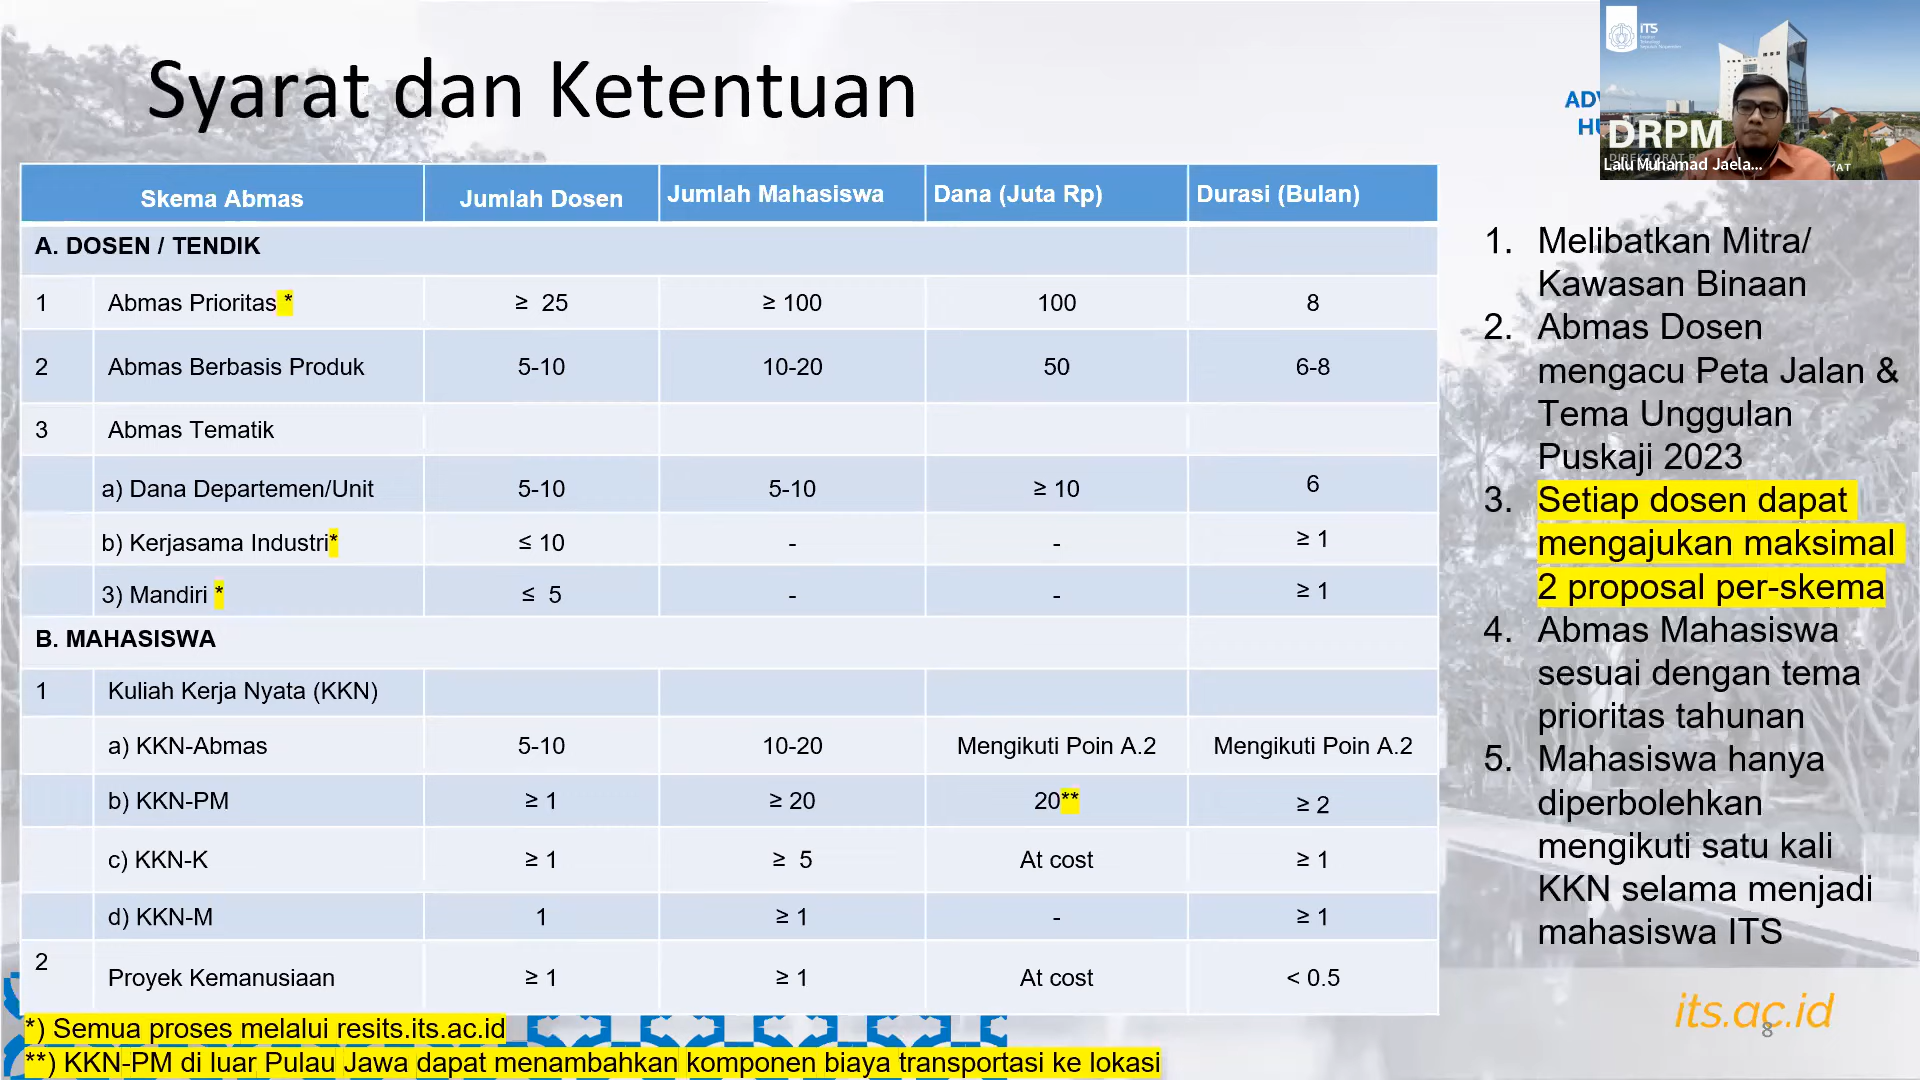 Syarat dan Ketentuan
iTS
ADV
HU
DRPM
Lalu Muhamad Jaela...
Skema Abmas Jumlah Dosen Jumlah Mahasiswa Dana (Juta Rp) Durasi (Bulan)
A. DOSEN / TENDIK
1 Abmas Prioritas * ≥ 25 ≥ 100 100 8
2 Abmas Berbasis Produk 5-10 10-20 50 6-8
3 Abmas Tematik
a) Dana Departemen/Unit 5-10 5-10 ≥ 10 6
b) Kerjasama Industri* ≤ 10 - - ≥ 1
3) Mandiri * ≤ 5 - - ≥ 1
B. MAHASISWA
1 Kuliah Kerja Nyata (KKN)
a) KKN-Abmas 5-10 10-20 Mengikuti Poin A.2 Mengikuti Poin A.2
b) KKN-PM ≥ 1 ≥ 20 20** ≥ 2
c) KKN-K ≥ 1 ≥ 5 At cost ≥ 1
d) KKN-M 1 ≥ 1 - ≥ 1
2 Proyek Kemanusiaan ≥ 1 ≥ 1 At cost < 0.5
*) Semua proses melalui resits.its.ac.id
**) KKN-PM di luar Pulau Jawa dapat menambahkan komponen biaya transportasi ke lokasi
1. Melibatkan Mitra/
Kawasan Binaan
2. Abmas Dosen
mengacu Peta Jalan &
Tema Unggulan
Puskaji 2023
3. Setiap dosen dapat
mengajukan maksimal
2 proposal per-skema
4. Abmas Mahasiswa
sesuai dengan tema
prioritas tahunan
5. Mahasiswa hanya
diperbolehkan
mengikuti satu kali
KKN selama menjadi
mahasiswa ITS
its.ac.id
8